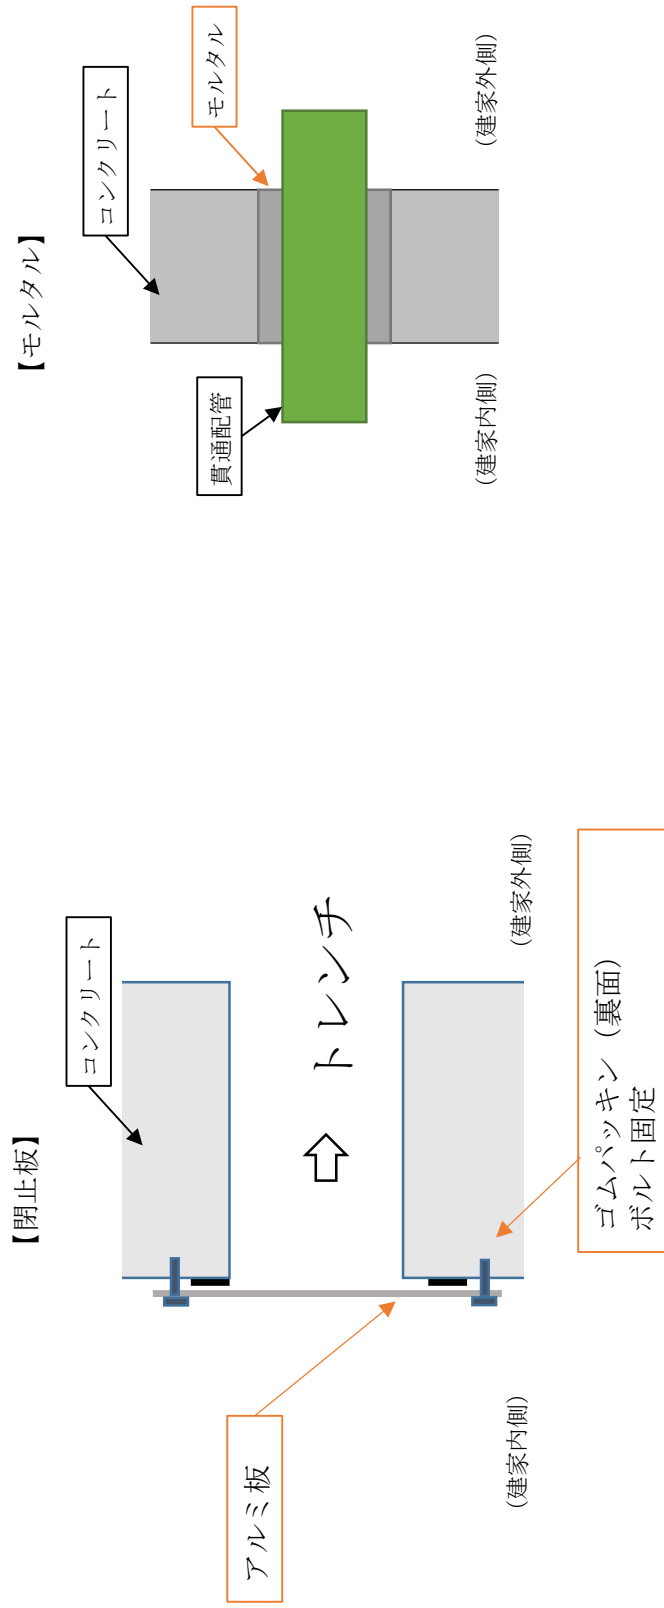 【閉止板】
コンクリート
トレンチ
アルミ板
(建家内側)
(建家外側)
ゴムパッキン（裏面）
ボルト固定
【モルタル】
コンクリート
モルタル
貫通配管
(建家内側)
(建家外側)